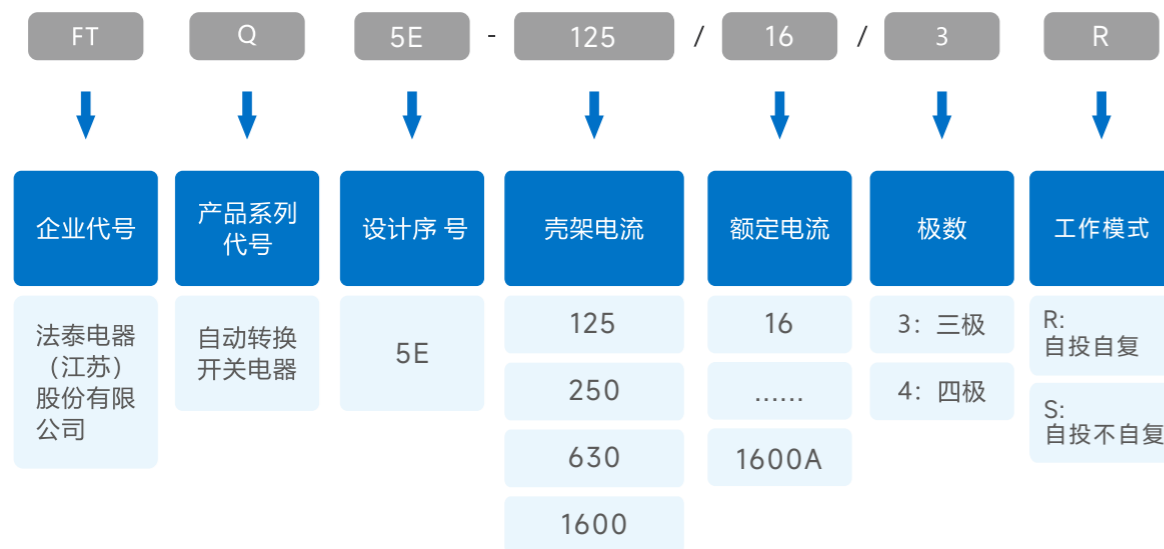 FT Q 5E - 125 / 16 / 3 R
企业代号
产品系列
代号
设计序 号
壳架电流
额定电流
极数
工作模式
法泰电器
（江苏）
股份有限
公司
自动转换
开关电器
5E
125
250
630
1600
16
......
1600A
3：三极
4：四极
R:
自投自复
S:
自投不自复